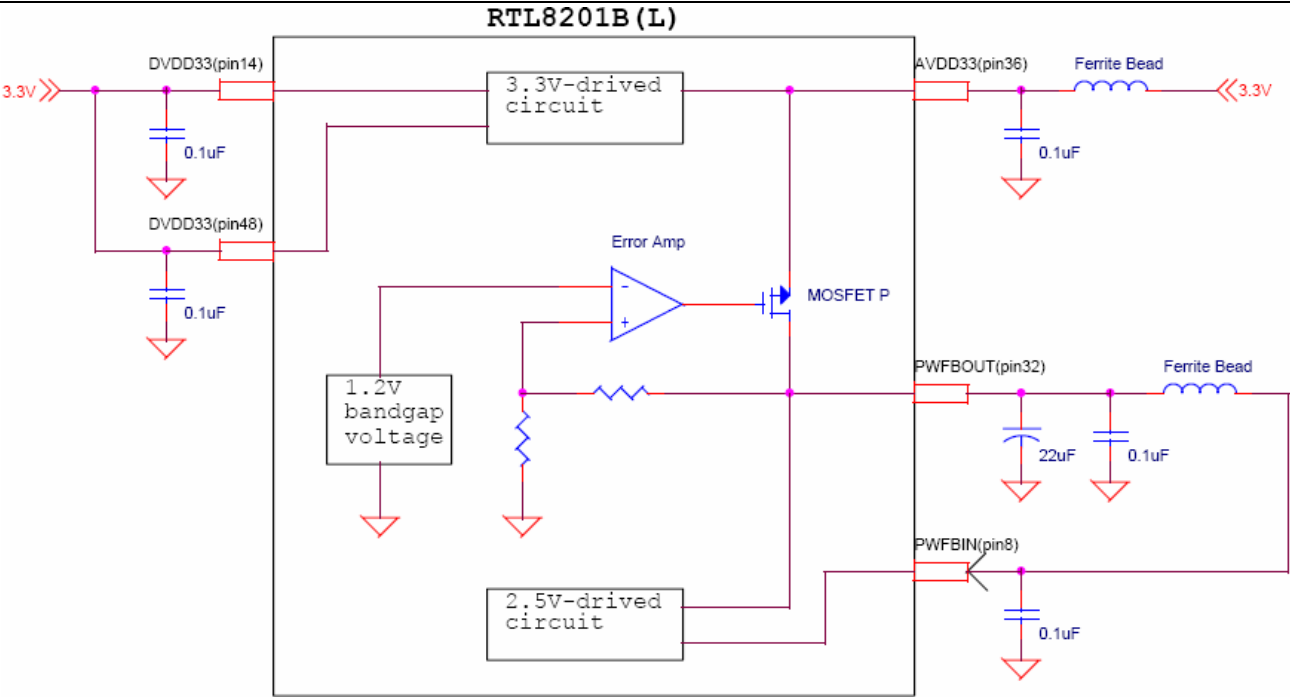 RTL8201B(L)
DVDD33(pin14)
AVDD33(pin36)
Ferrite Bead
3.3V
3.3V-drived
circuit
3.3V
0.1uF
0.1uF
DVDD33(pin48)
Error Amp
-
+
MOSFET P
0.1uF
PWFBOUT(pin32)
Ferrite Bead
1.2V
bandgap
voltage
22uF
0.1uF
PWFBIN(pin8)
2.5V-drived
circuit
0.1uF